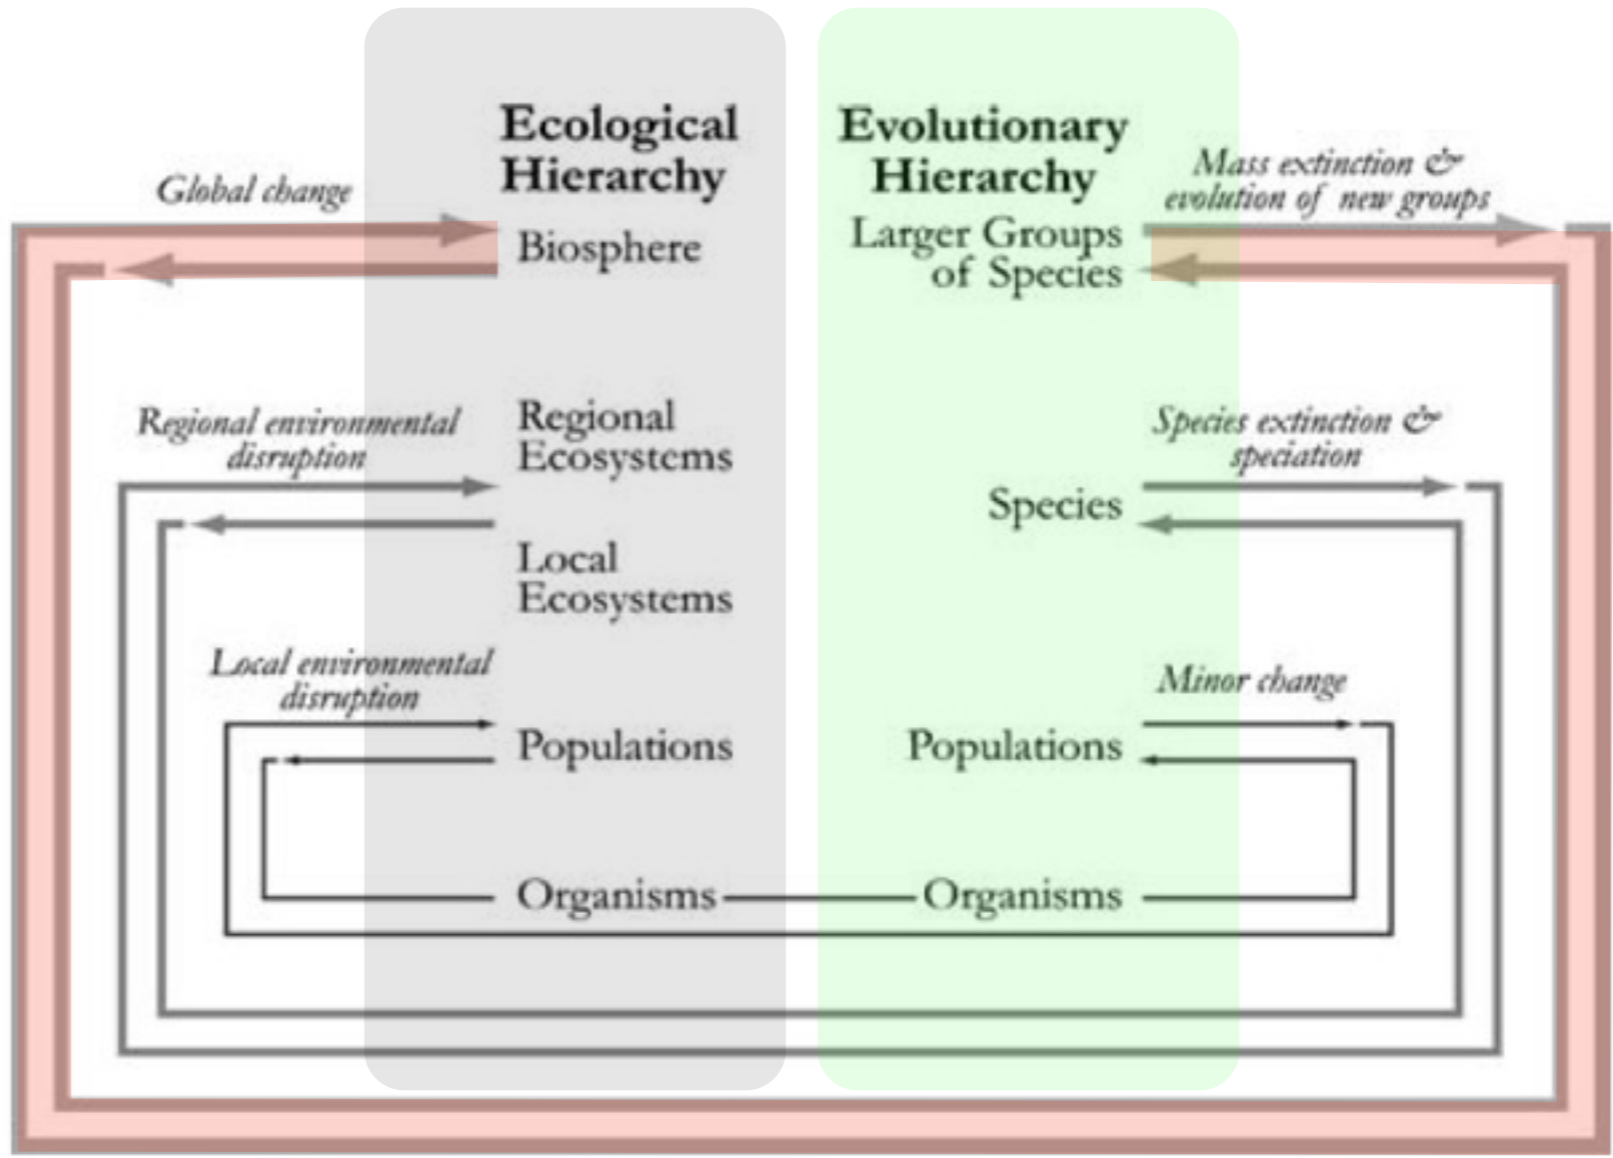 Ecological
Hierarchy
Evolutionary
Hierarchy
Global change
Biosphere
Larger Groups
of Species
Mass extinction &
evolution of new groups
Regional environmental
disruption
Regional
Ecosystems
Species
Species extinction &
speciation
Local
Ecosystems
Local environmental
disruption
Populations
Populations
Minor change
Organisms
Organisms